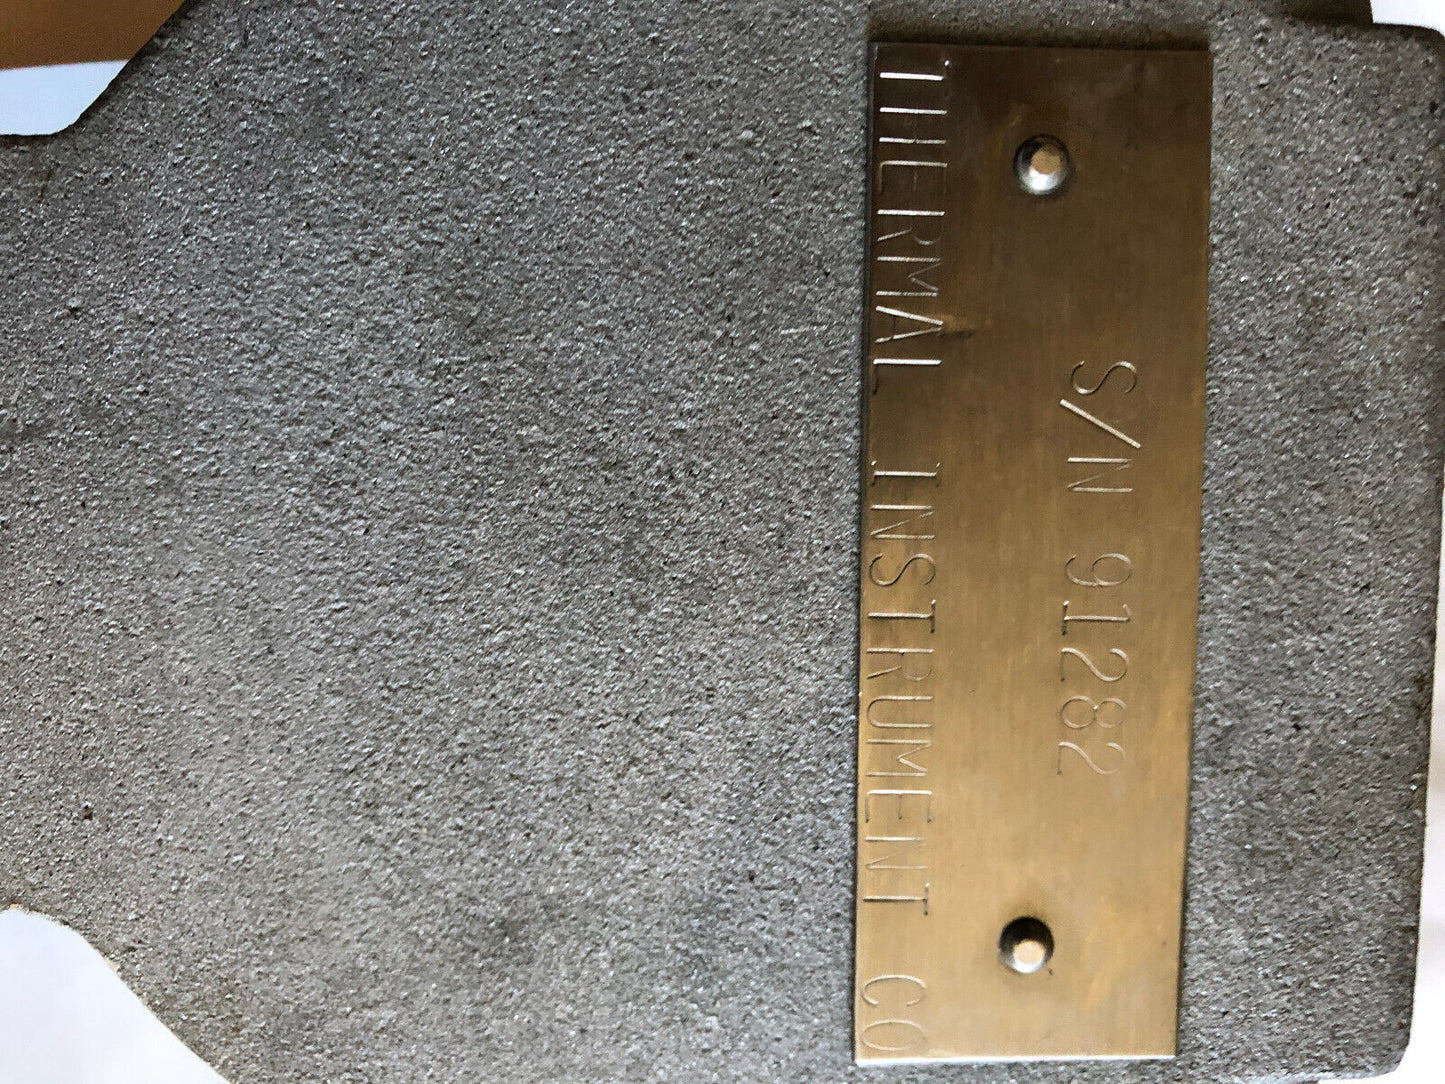 S/N 91282
THERMAL INSTRUMENT CO